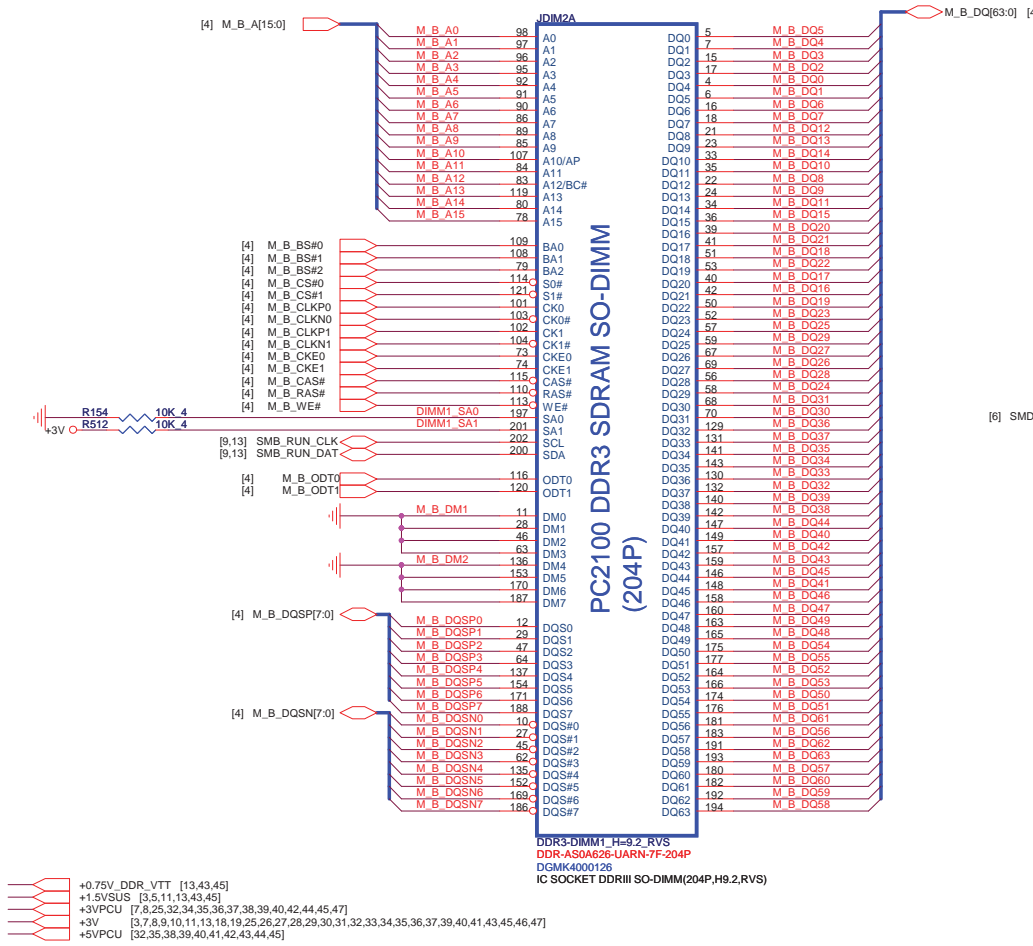 [4] M_B_A[15:0]
JDIM2A
M_B_A0 98 A0
M_B_A1 97 A1
M_B_A2 96 A2
M_B_A3 95 A3
M_B_A4 92 A4
M_B_A5 91 A5
M_B_A6 90 A6
M_B_A7 86 A7
M_B_A8 89 A8
M_B_A9 85 A9
M_B_A10 107 A10/AP
M_B_A11 84 A11
M_B_A12 83 A12/BC#
M_B_A13 119 A13
M_B_A14 80 A14
M_B_A15 78 A15
[4] M_B_BS#0 109 BA0
[4] M_B_BS#1 108 BA1
[4] M_B_BS#2 79 BA2
[4] M_B_CS#0 114 S0#
[4] M_B_CS#1 121 S1#
[4] M_B_CLKP0 101 CK0
[4] M_B_CLKN0 103 CK0#
[4] M_B_CLKP1 102 CK1
[4] M_B_CLKN1 104 CK1#
[4] M_B_CKE0 73 CKE0
[4] M_B_CKE1 74 CKE1
[4] M_B_CAS# 115 CAS#
[4] M_B_RAS# 110 RAS#
[4] M_B_WE# 113 WE#
R154 10K_4 DIMM1_SA0 197 SA0
+3V R512 10K_4 DIMM1_SA1 201 SA1
[9,13] SMB_RUN_CLK 202 SCL
[9,13] SMB_RUN_DAT 200 SDA
[4] M_B_ODT0 116 ODT0
[4] M_B_ODT1 120 ODT1
M_B_DM1 11 DM0
28 DM1
46 DM2
63 DM3
M_B_DM2 136 DM4
153 DM5
170 DM6
187 DM7
[4] M_B_DQSP[7:0]
M_B_DQSP0 12 DQS0
M_B_DQSP1 29 DQS1
M_B_DQSP2 47 DQS2
M_B_DQSP3 64 DQS3
M_B_DQSP4 137 DQS4
M_B_DQSP5 154 DQS5
M_B_DQSP6 171 DQS6
M_B_DQSP7 188 DQS7
[4] M_B_DQSN[7:0]
M_B_DQSN0 10 DQS#0
M_B_DQSN1 27 DQS#1
M_B_DQSN2 45 DQS#2
M_B_DQSN3 62 DQS#3
M_B_DQSN4 135 DQS#4
M_B_DQSN5 152 DQS#5
M_B_DQSN6 169 DQS#6
M_B_DQSN7 186 DQS#7
PC2100 DDR3 SDRAM SO-DIMM
(204P)
M_B_DQ[63:0] [4
DQ0 5 M_B_DQ5
DQ1 7 M_B_DQ4
DQ2 15 M_B_DQ3
DQ3 17 M_B_DQ2
DQ4 4 M_B_DQ0
DQ5 6 M_B_DQ1
DQ6 16 M_B_DQ6
DQ7 18 M_B_DQ7
DQ8 21 M_B_DQ12
DQ9 23 M_B_DQ13
DQ10 33 M_B_DQ14
DQ11 35 M_B_DQ10
DQ12 22 M_B_DQ8
DQ13 24 M_B_DQ9
DQ14 34 M_B_DQ11
DQ15 36 M_B_DQ15
DQ16 39 M_B_DQ20
DQ17 41 M_B_DQ21
DQ18 51 M_B_DQ18
DQ19 53 M_B_DQ22
DQ20 40 M_B_DQ17
DQ21 42 M_B_DQ16
DQ22 50 M_B_DQ19
DQ23 52 M_B_DQ23
DQ24 57 M_B_DQ25
DQ25 59 M_B_DQ29
DQ26 67 M_B_DQ27
DQ27 69 M_B_DQ26
DQ28 56 M_B_DQ28
DQ29 58 M_B_DQ24
DQ30 68 M_B_DQ31
DQ31 70 M_B_DQ30
DQ32 129 M_B_DQ36
DQ33 131 M_B_DQ37
DQ34 141 M_B_DQ35
DQ35 143 M_B_DQ34
DQ36 130 M_B_DQ33
DQ37 132 M_B_DQ32
DQ38 140 M_B_DQ39
DQ39 142 M_B_DQ38
DQ40 147 M_B_DQ44
DQ41 149 M_B_DQ40
DQ42 157 M_B_DQ42
DQ43 159 M_B_DQ43
DQ44 146 M_B_DQ45
DQ45 148 M_B_DQ41
DQ46 158 M_B_DQ46
DQ47 160 M_B_DQ47
DQ48 163 M_B_DQ49
DQ49 165 M_B_DQ48
DQ50 175 M_B_DQ54
DQ51 177 M_B_DQ55
DQ52 164 M_B_DQ52
DQ53 166 M_B_DQ53
DQ54 174 M_B_DQ50
DQ55 176 M_B_DQ51
DQ56 181 M_B_DQ61
DQ57 183 M_B_DQ56
DQ58 191 M_B_DQ62
DQ59 193 M_B_DQ63
DQ60 180 M_B_DQ57
DQ61 182 M_B_DQ60
DQ62 192 M_B_DQ59
DQ63 194 M_B_DQ58
[6] SMD
DDR3-DIMM1_H=9.2_RVS
DDR-AS0A626-UARN-7F-204P
DGMK4000126
IC SOCKET DDRIII SO-DIMM(204P,H9.2,RVS)
+0.75V_DDR_VTT [13,43,45]
+1.5VSUS [3,5,11,13,43,45]
+3VPCU [7,8,25,32,34,35,36,37,38,39,40,42,44,45,47]
+3V [3,7,8,9,10,11,13,18,19,25,26,27,28,29,30,31,32,33,34,35,36,37,39,40,41,43,45,46,47]
+5VPCU [32,35,38,39,40,41,42,43,44,45]